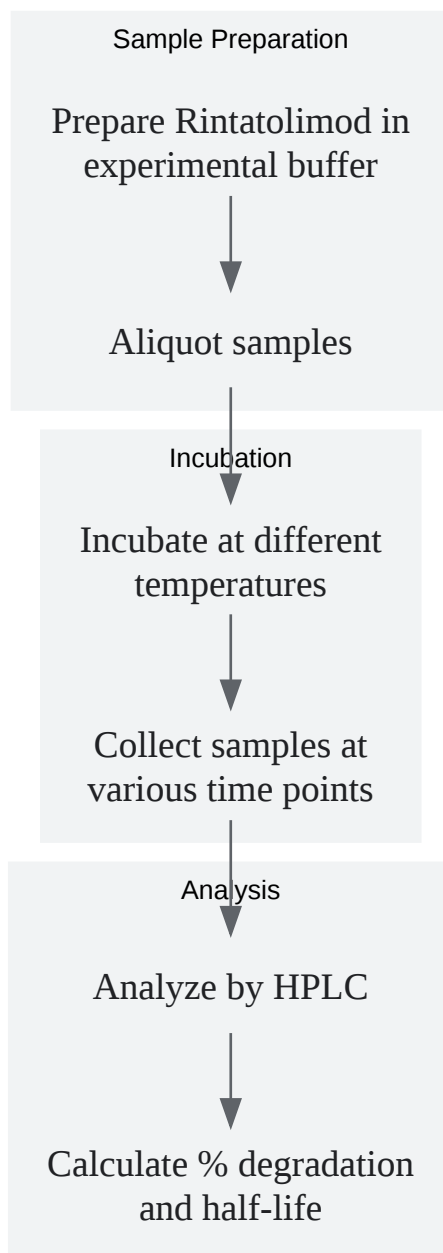 Sample Preparation
Prepare Rintatolimod in
experimental buffer
Aliquot samples
Incubation
Incubate at different
temperatures
Collect samples at
various time points
Analysis
Analyze by HPLC
Calculate % degradation
and half-life